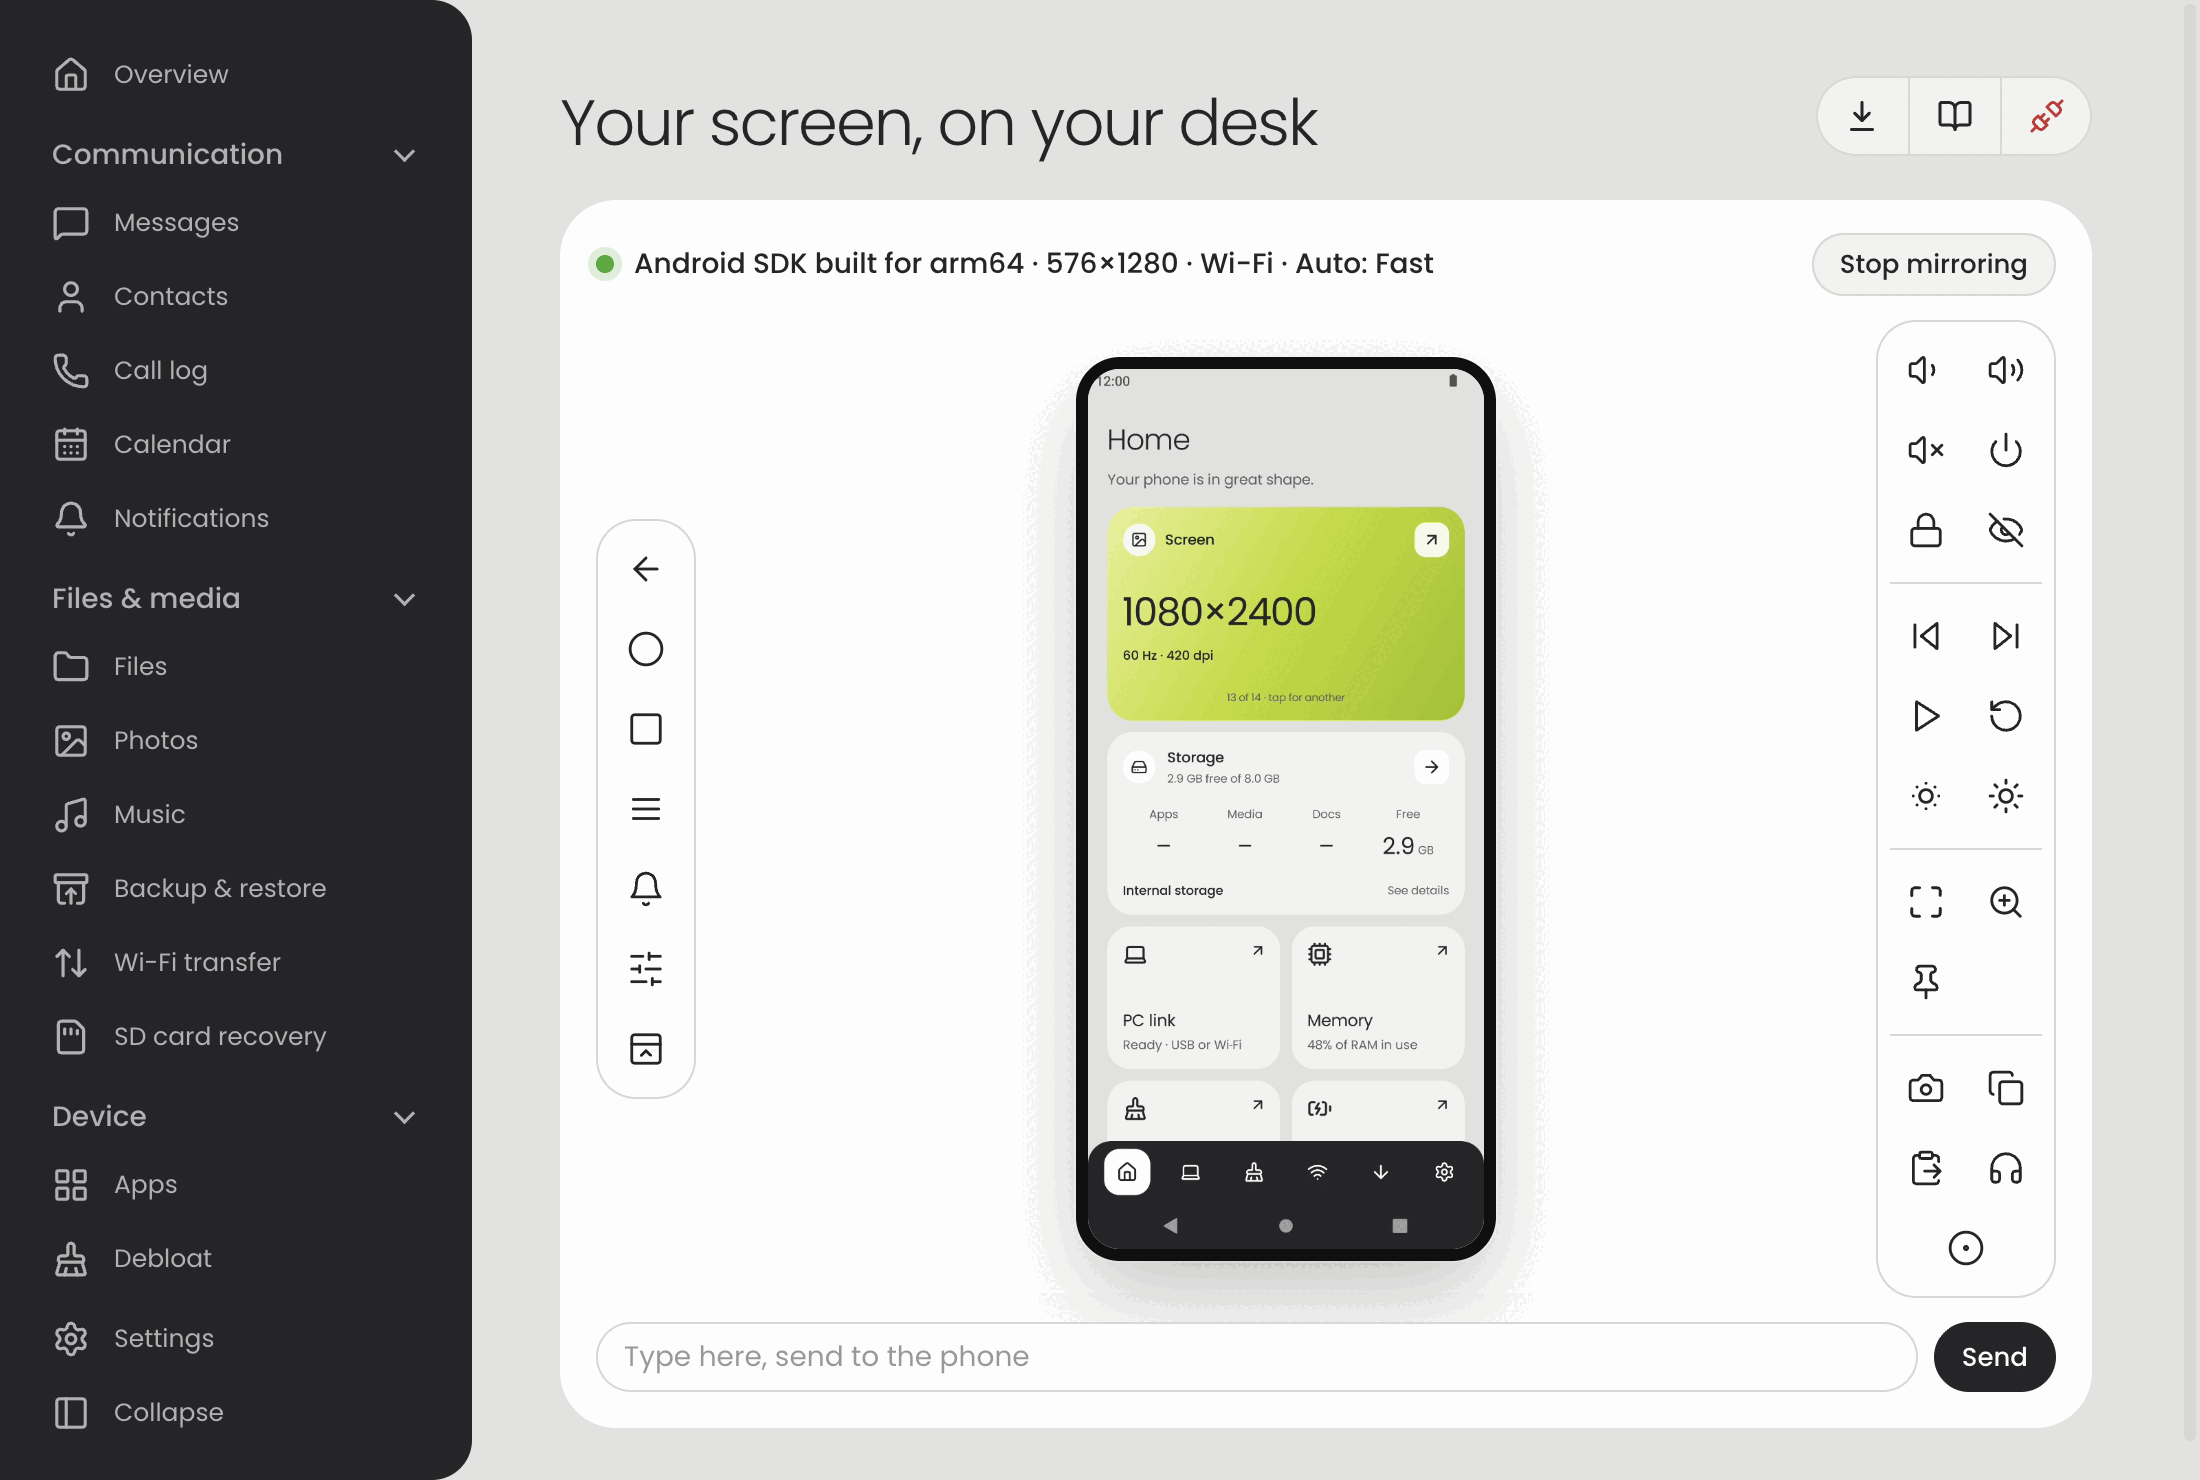 Overview
Communication
Messages
Contacts
Call log
Calendar
Notifications
Files & media
Files
Photos
Music
Backup & restore
Wi-Fi transfer
SD card recovery
Device
Apps
Debloat
Settings
Collapse
Your screen, on your desk
Android SDK built for arm64 · 576×1280 · Wi-Fi · Auto: Fast
Stop mirroring
12:00
Home
Your phone is in great shape.
Screen
1080×2400
60 Hz · 420 dpi
13 of 14 · tap for another
Storage
2.9 GB free of 8.0 GB
Apps Media Docs Free
– – – 2.9 GB
Internal storage See details
PC link
Ready · USB or Wi-Fi
Memory
48% of RAM in use
Type here, send to the phone
Send